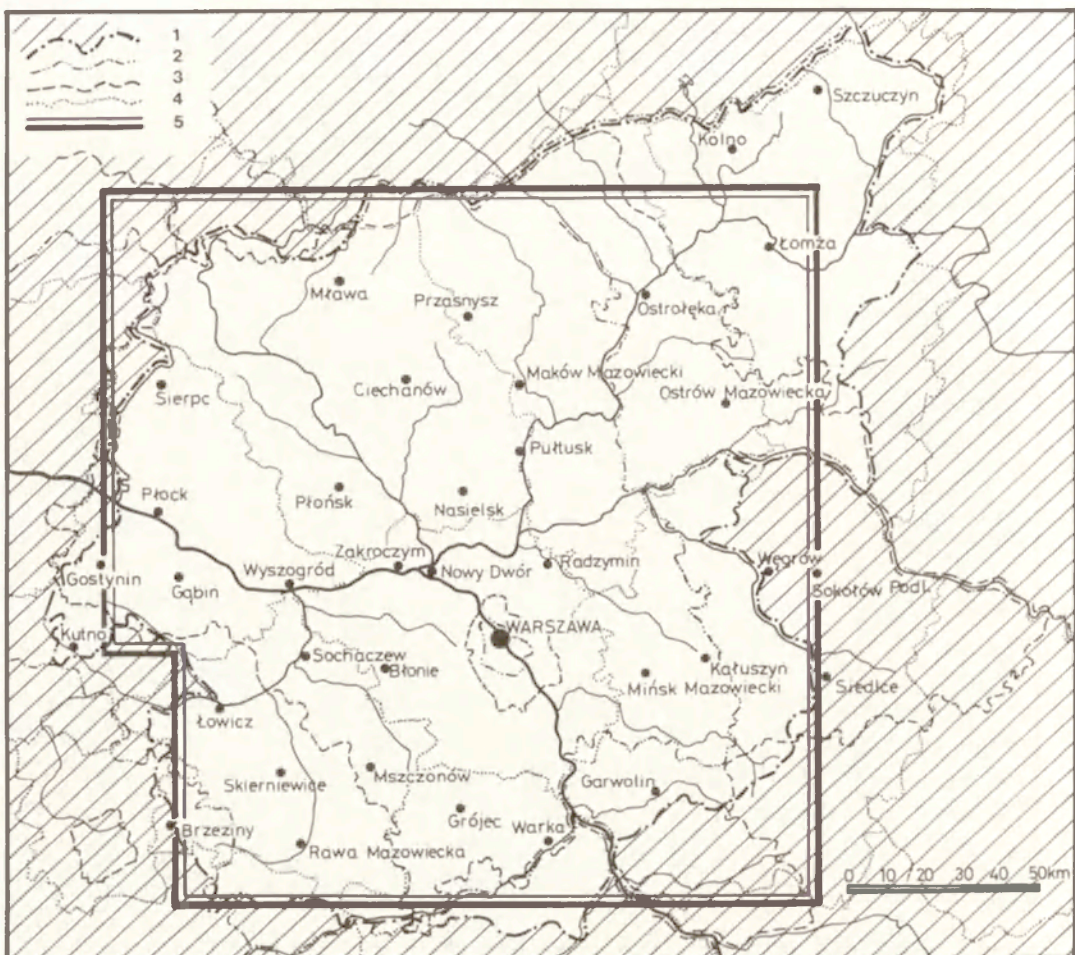 1
2
3
4
5
Szczuczyn
Kolno
Łomża
Mława
Przasnysz
Ostrołęka
Sierpc
Ciechanów
Maków Mazowiecki
Ostrów Mazowiecka
Pułtusk
Płock
Płońsk
Nasielsk
Gostynin
Gąbin
Wyszogród
Zakroczym
Nowy Dwór
Radzymin
Węgrów
Sokołów Podl.
Kutno
Sochaczew
Błonie
WARSZAWA
Mińsk Mazowiecki
Kałuszyn
Siedlce
Łowicz
Skierniewice
Mszczonów
Garwolin
Brzeziny
Rawa Mazowiecka
Grójec
Warka
0 10 20 30 40 50km